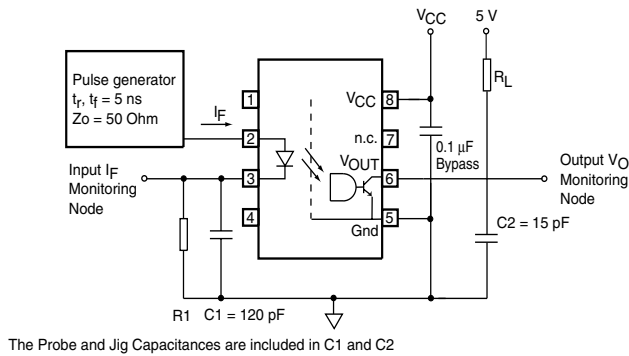 VCC
5 V
Pulse generator
tr, tf = 5 ns
Zo = 50 Ohm
IF
RL
1
VCC
8
2
n.c.
7
0.1 µF
Bypass
Input IF
Monitoring
Node
3
VOUT
6
Output VO
Monitoring
Node
4
Gnd
5
C2 = 15 pF
R1
C1 = 120 pF
The Probe and Jig Capacitances are included in C1 and C2